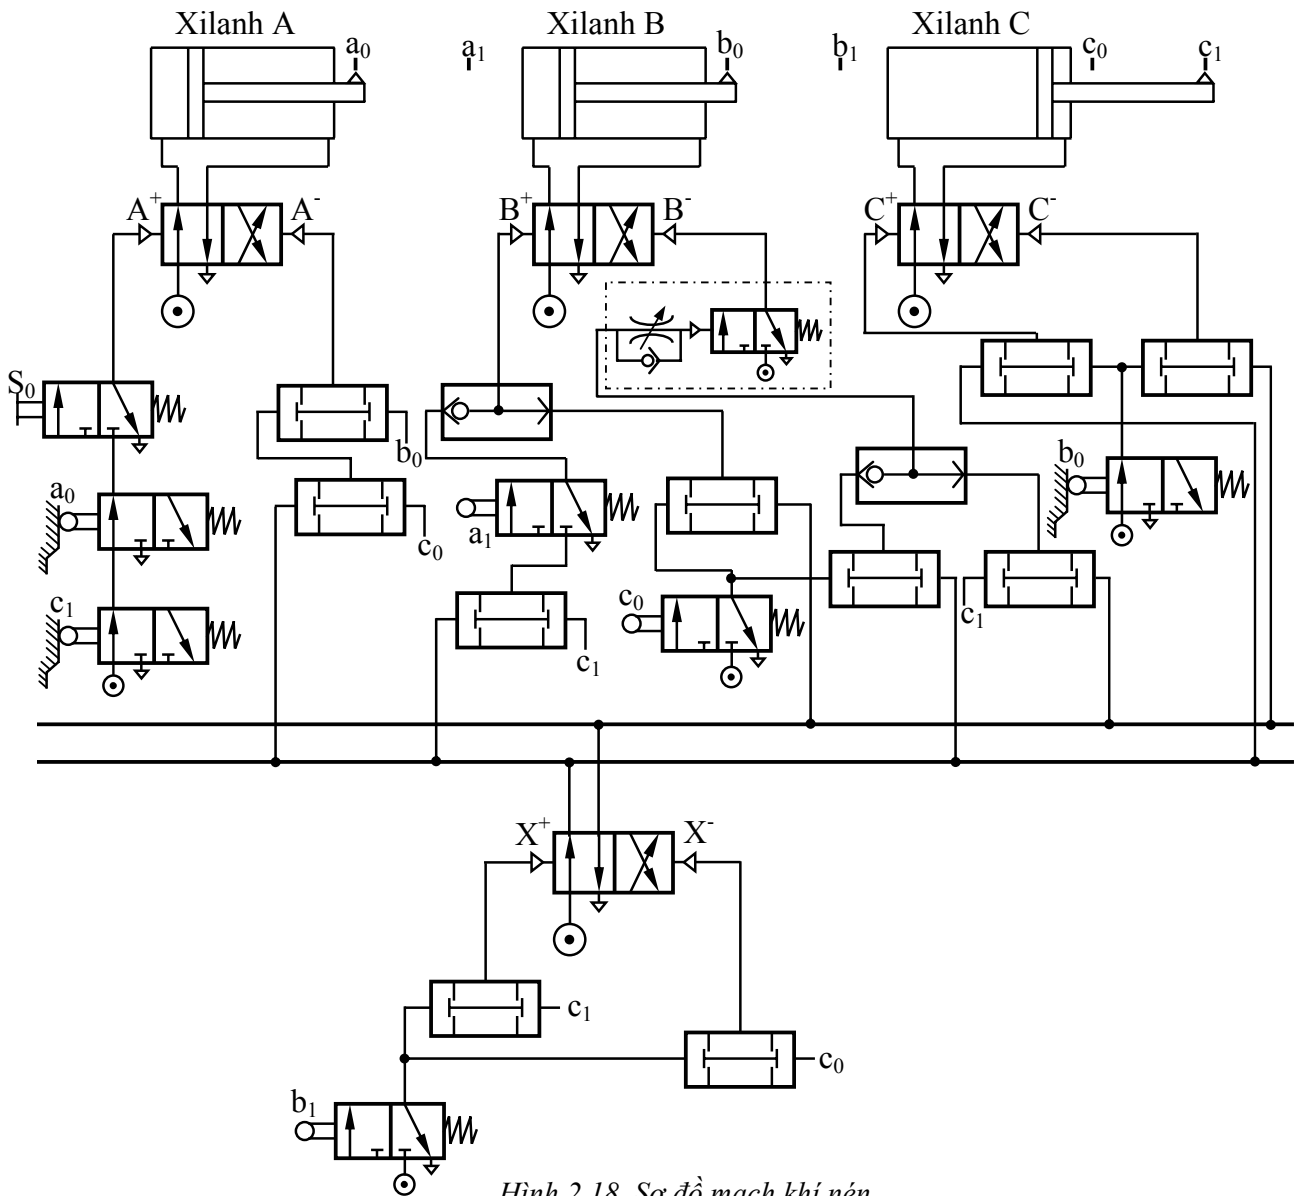 Xilanh A
Xilanh B
Xilanh C
a₀
a₁
b₀
b₁
c₀
c₁
A⁺
A⁻
B⁺
B⁻
C⁺
C⁻
S₀
b₀
b₀
a₀
c₀
a₁
c₁
c₁
c₀
c₁
X⁺
X⁻
c₁
c₀
b₁
Hình 2.18. Sơ đồ mạch khí nén